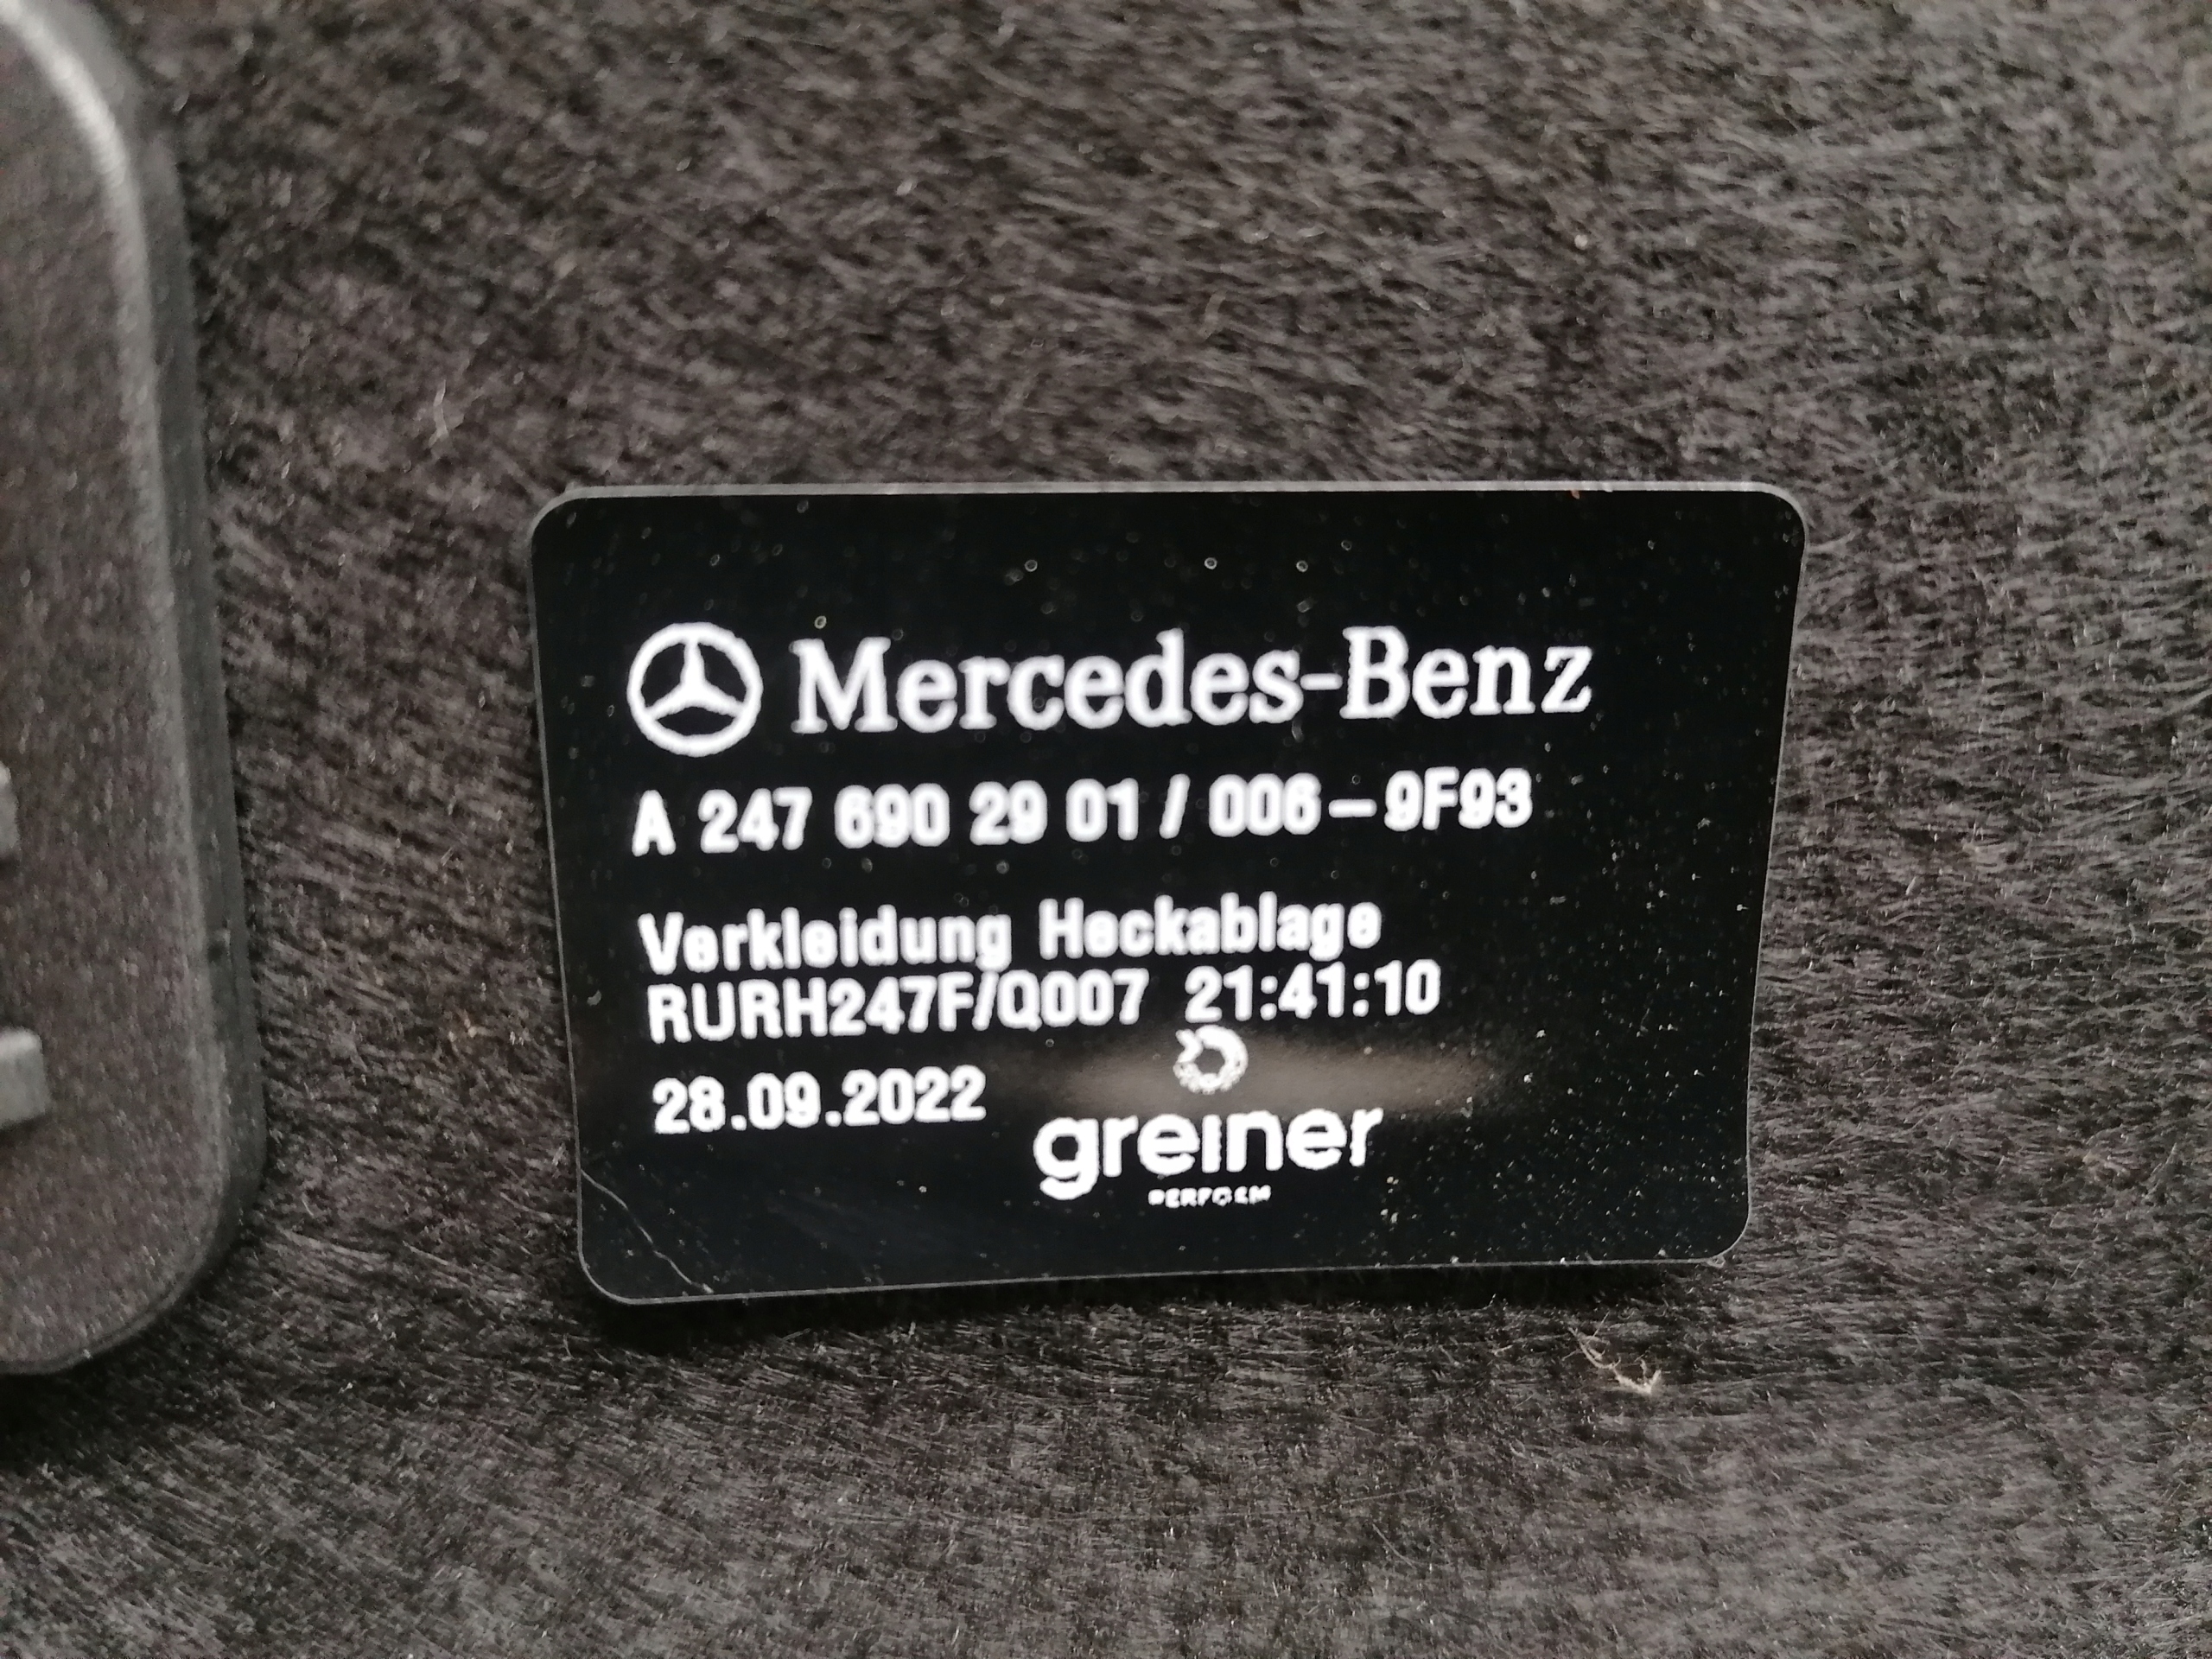 Mercedes-Benz
A 247 690 29 01 / 006-9F93
Verkleidung Heckablage
RURH247F/Q007 21:41:10
28.09.2022
greiner
PERFORM